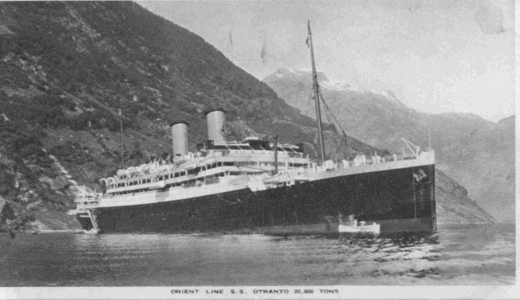 ORIENT LINE S.S. OTRANTO 20,000 TONS